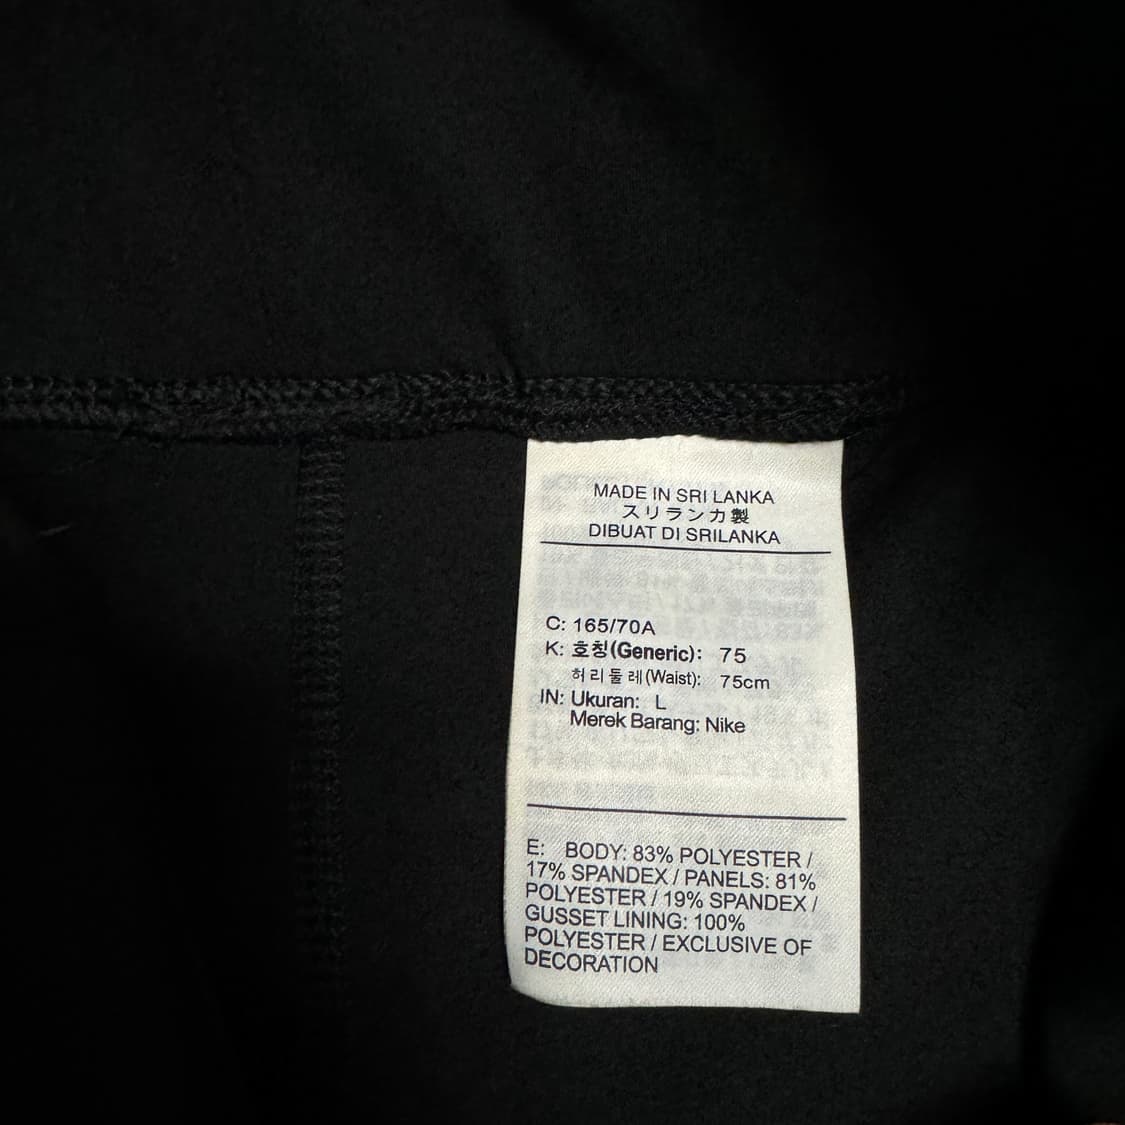 MADE IN SRI LANKA
スリランカ製
DIBUAT DI SRILANKA
C: 165/70A
K: 호칭(Generic): 75
허리둘레(Waist): 75cm
IN: Ukuran: L
Merek Barang: Nike
E: BODY: 83% POLYESTER /
17% SPANDEX / PANELS: 81%
POLYESTER / 19% SPANDEX /
GUSSET LINING: 100%
POLYESTER / EXCLUSIVE OF
DECORATION